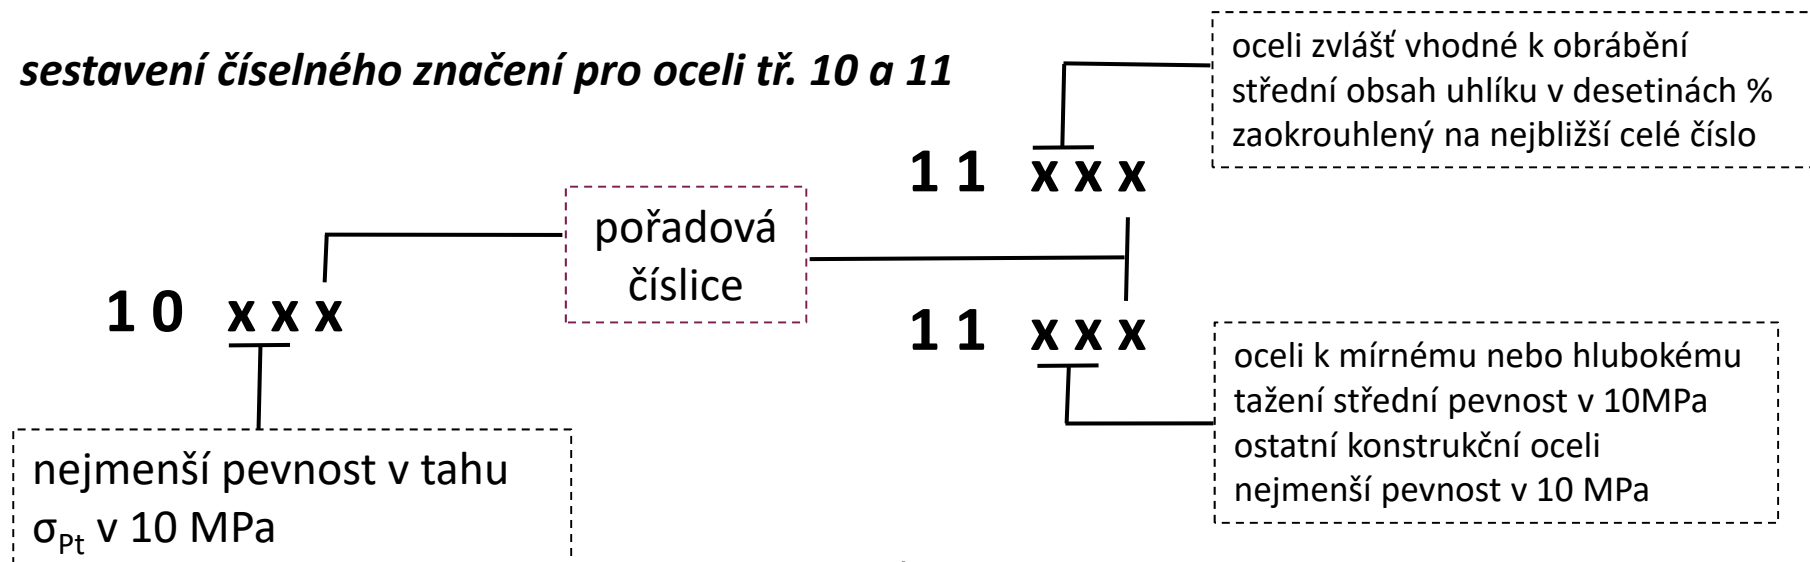 sestavení číselného značení pro oceli tř. 10 a 11
oceli zvlášť vhodné k obrábění
střední obsah uhlíku v desetinách %
zaokrouhlený na nejbližší celé číslo
1 1 x x x
pořadová
číslice
1 0 x x x
1 1 x x x
oceli k mírnému nebo hlubokému
tažení střední pevnost v 10MPa
ostatní konstrukční oceli
nejmenší pevnost v 10 MPa
nejmenší pevnost v tahu
σPt v 10 MPa